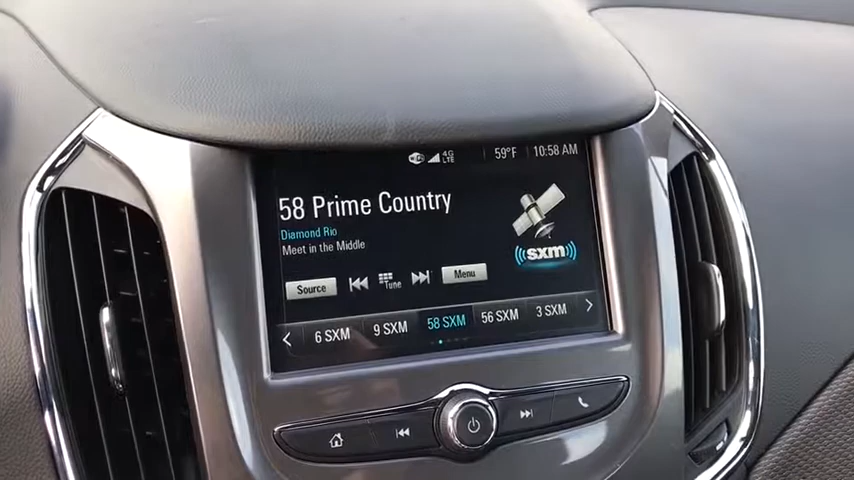 4G LTE 59°F 10:58 AM
58 Prime Country
Diamond Rio
Meet in the Middle
((sxm))
Source Tune Menu
6 SXM 9 SXM 58 SXM 56 SXM 3 SXM